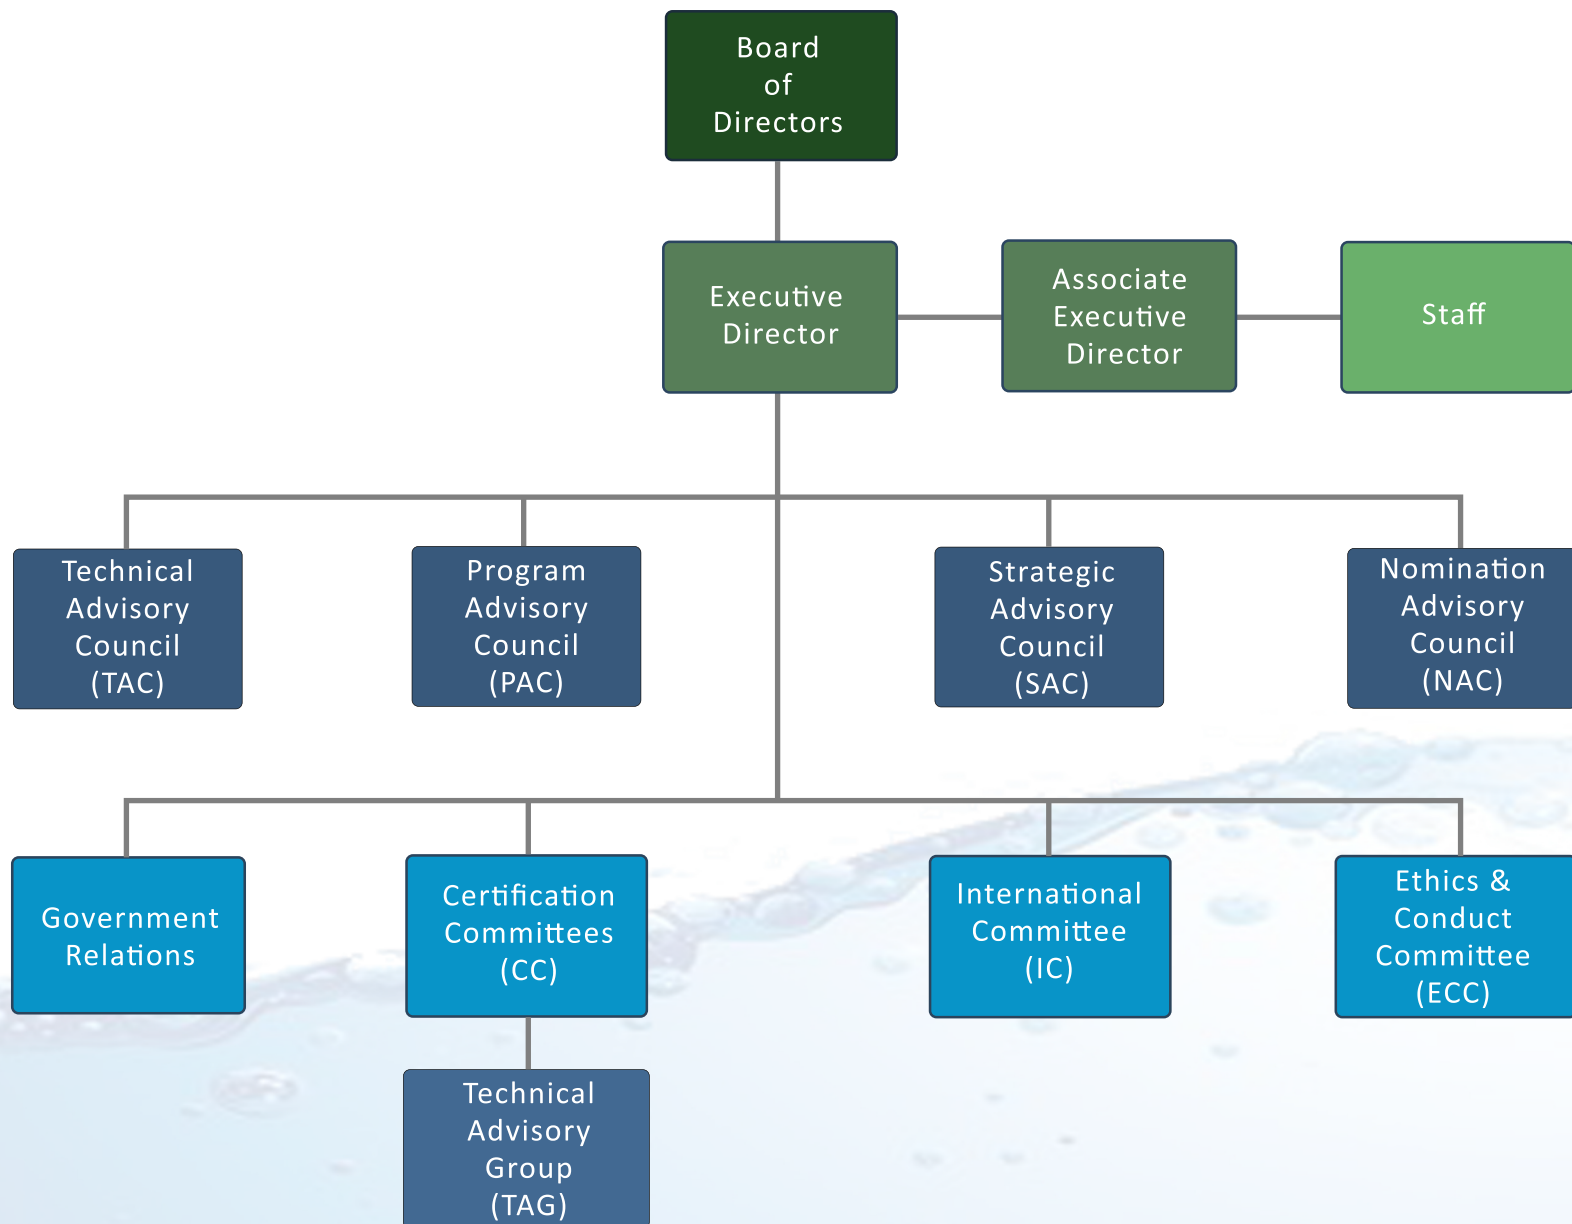 Board
of
Directors
Executive
Director
Associate
Executive
Director
Staff
Technical
Advisory
Council
(TAC)
Program
Advisory
Council
(PAC)
Strategic
Advisory
Council
(SAC)
Nomination
Advisory
Council
(NAC)
Government
Relations
Certification
Committees
(CC)
International
Committee
(IC)
Ethics &
Conduct
Committee
(ECC)
Technical
Advisory
Group
(TAG)